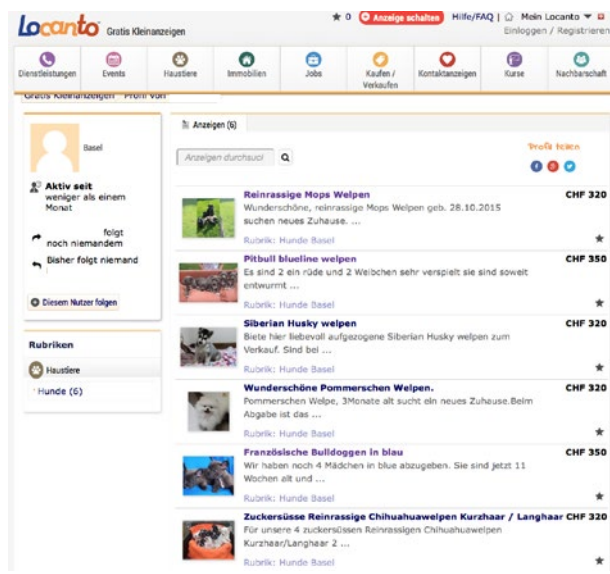 Locanto Gratis Kleinanzeigen
★ 0 Anzeige schalten Hilfe/FAQ | Mein Locanto
Einloggen / Registrieren
Dienstleistungen Events Haustiere Immobilien Jobs Kaufen / Verkaufen Kontaktanzeigen Kurse Nachbarschaft
Gratis Kleinanzeigen Profil von
Basel
Aktiv seit
weniger als einem
Monat
folgt
noch niemandem
Bisher folgt niemand
Diesem Nutzer folgen
Rubriken
Haustiere
Hunde (6)
Anzeigen (6)
Anzeigen durchsucl
Profil teilen
Reinrassige Mops Welpen CHF 320
Wunderschöne, reinrassige Mops Welpen geb. 28.10.2015
suchen neues Zuhause. ...
Rubrik: Hunde Basel
Pitbull blueline welpen CHF 350
Es sind 2 ein rüde und 2 Weibchen sehr verspielt sie sind soweit
entwurmt ...
Rubrik: Hunde Basel
Siberian Husky welpen CHF 320
Biete hier liebevoll aufgezogene Siberian Husky welpen zum
Verkauf. Sind bei ...
Rubrik: Hunde Basel
Wunderschöne Pommerschen Welpen. CHF 320
Pommerschen Welpe, 3Monate alt sucht ein neues Zuhause.Beim
Abgabe ist das ...
Rubrik: Hunde Basel
Französische Bulldoggen in blau CHF 350
Wir haben noch 4 Mädchen in blue abzugeben. Sie sind jetzt 11
Wochen alt und ...
Rubrik: Hunde Basel
Zuckersüsse Reinrassige Chihuahuawelpen Kurzhaar / Langhaar CHF 320
Für unsere 4 zuckersüssen Reinrassigen Chihuahuawelpen
Kurzhaar/Langhaar 2 ...
Rubrik: Hunde Basel